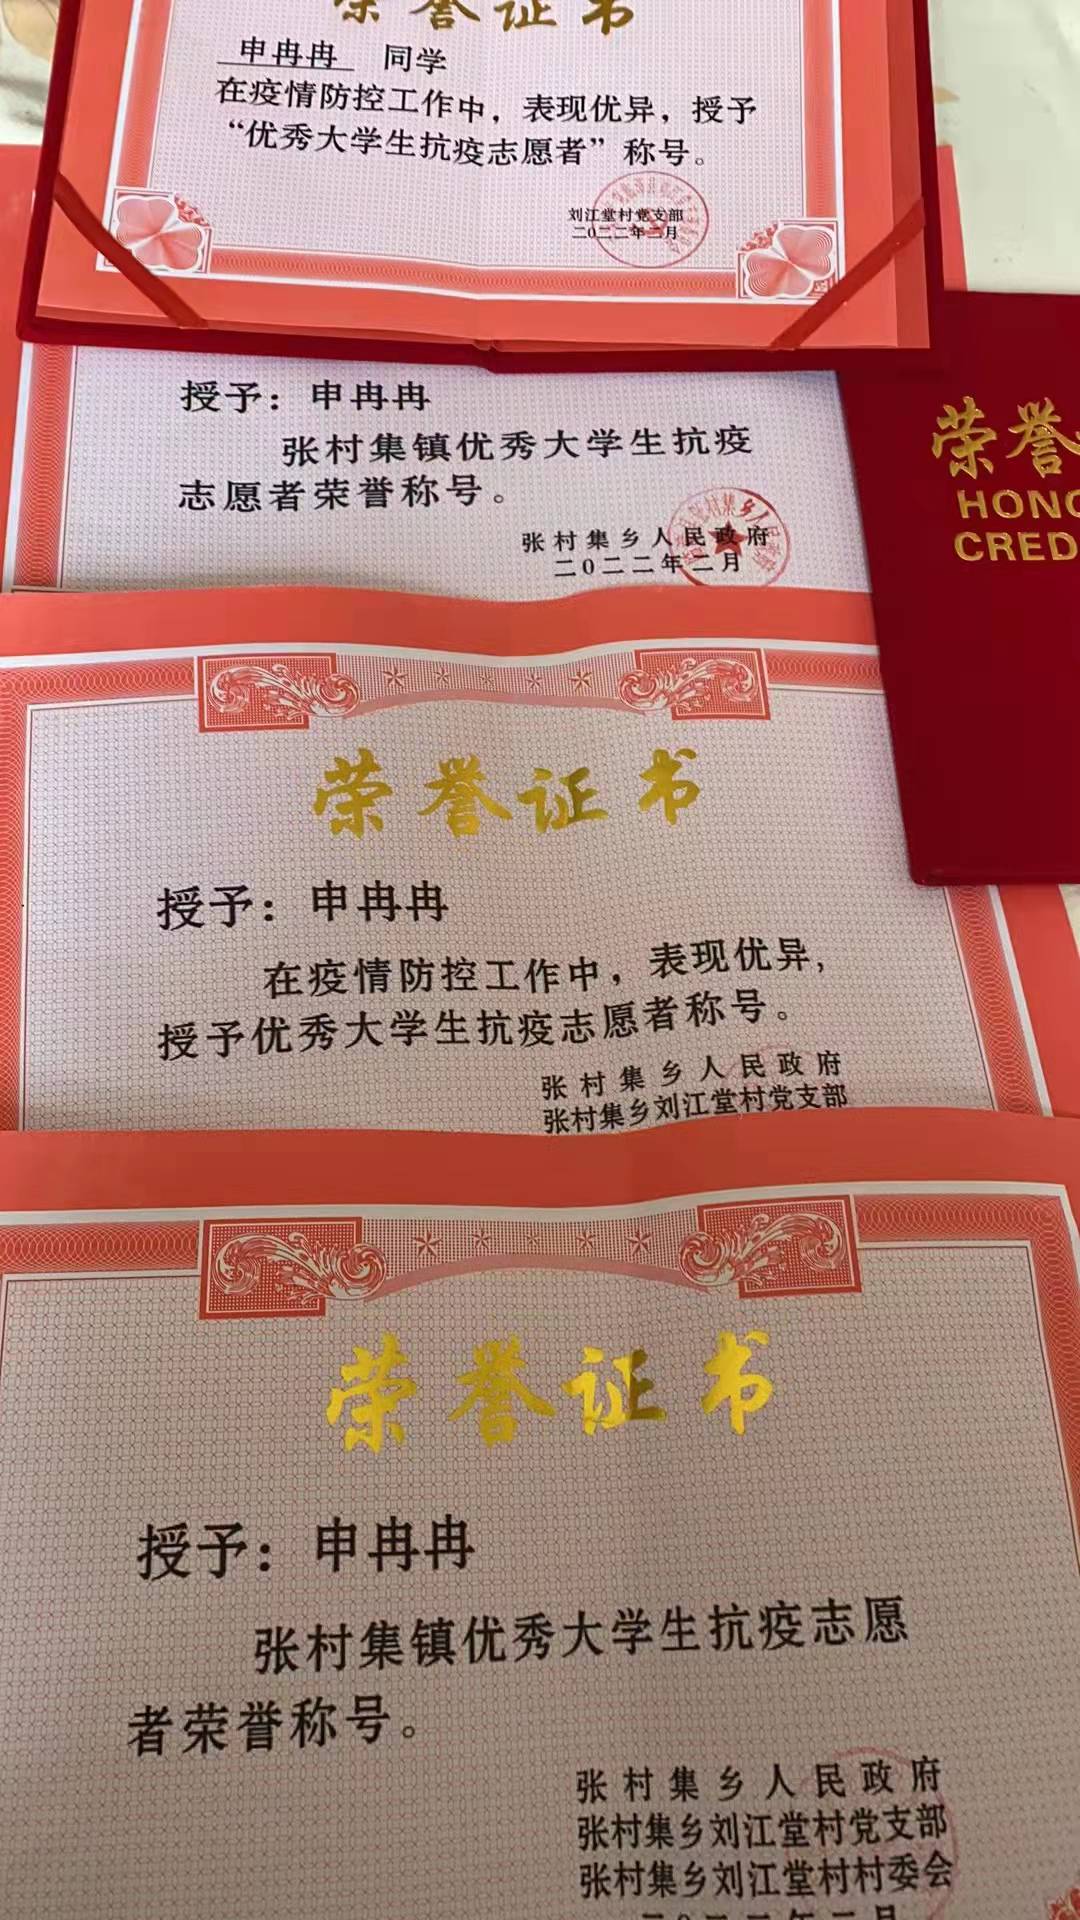 荣誉证书
申冉冉 同学
在疫情防控工作中，表现优异，授予
“优秀大学生抗疫志愿者”称号。
刘江堂村党支部
二〇二二年二月
授予：申冉冉
张村集镇优秀大学生抗疫
志愿者荣誉称号。
张村集乡人民政府
二〇二二年二月
荣誉
HONO
CRED
荣誉证书
授予：申冉冉
在疫情防控工作中，表现优异，
授予优秀大学生抗疫志愿者称号。
张村集乡人民政府
张村集乡刘江堂村党支部
荣誉证书
授予：申冉冉
张村集镇优秀大学生抗疫志愿
者荣誉称号。
张村集乡人民政府
张村集乡刘江堂村党支部
张村集乡刘江堂村村委会
二〇二二年二月